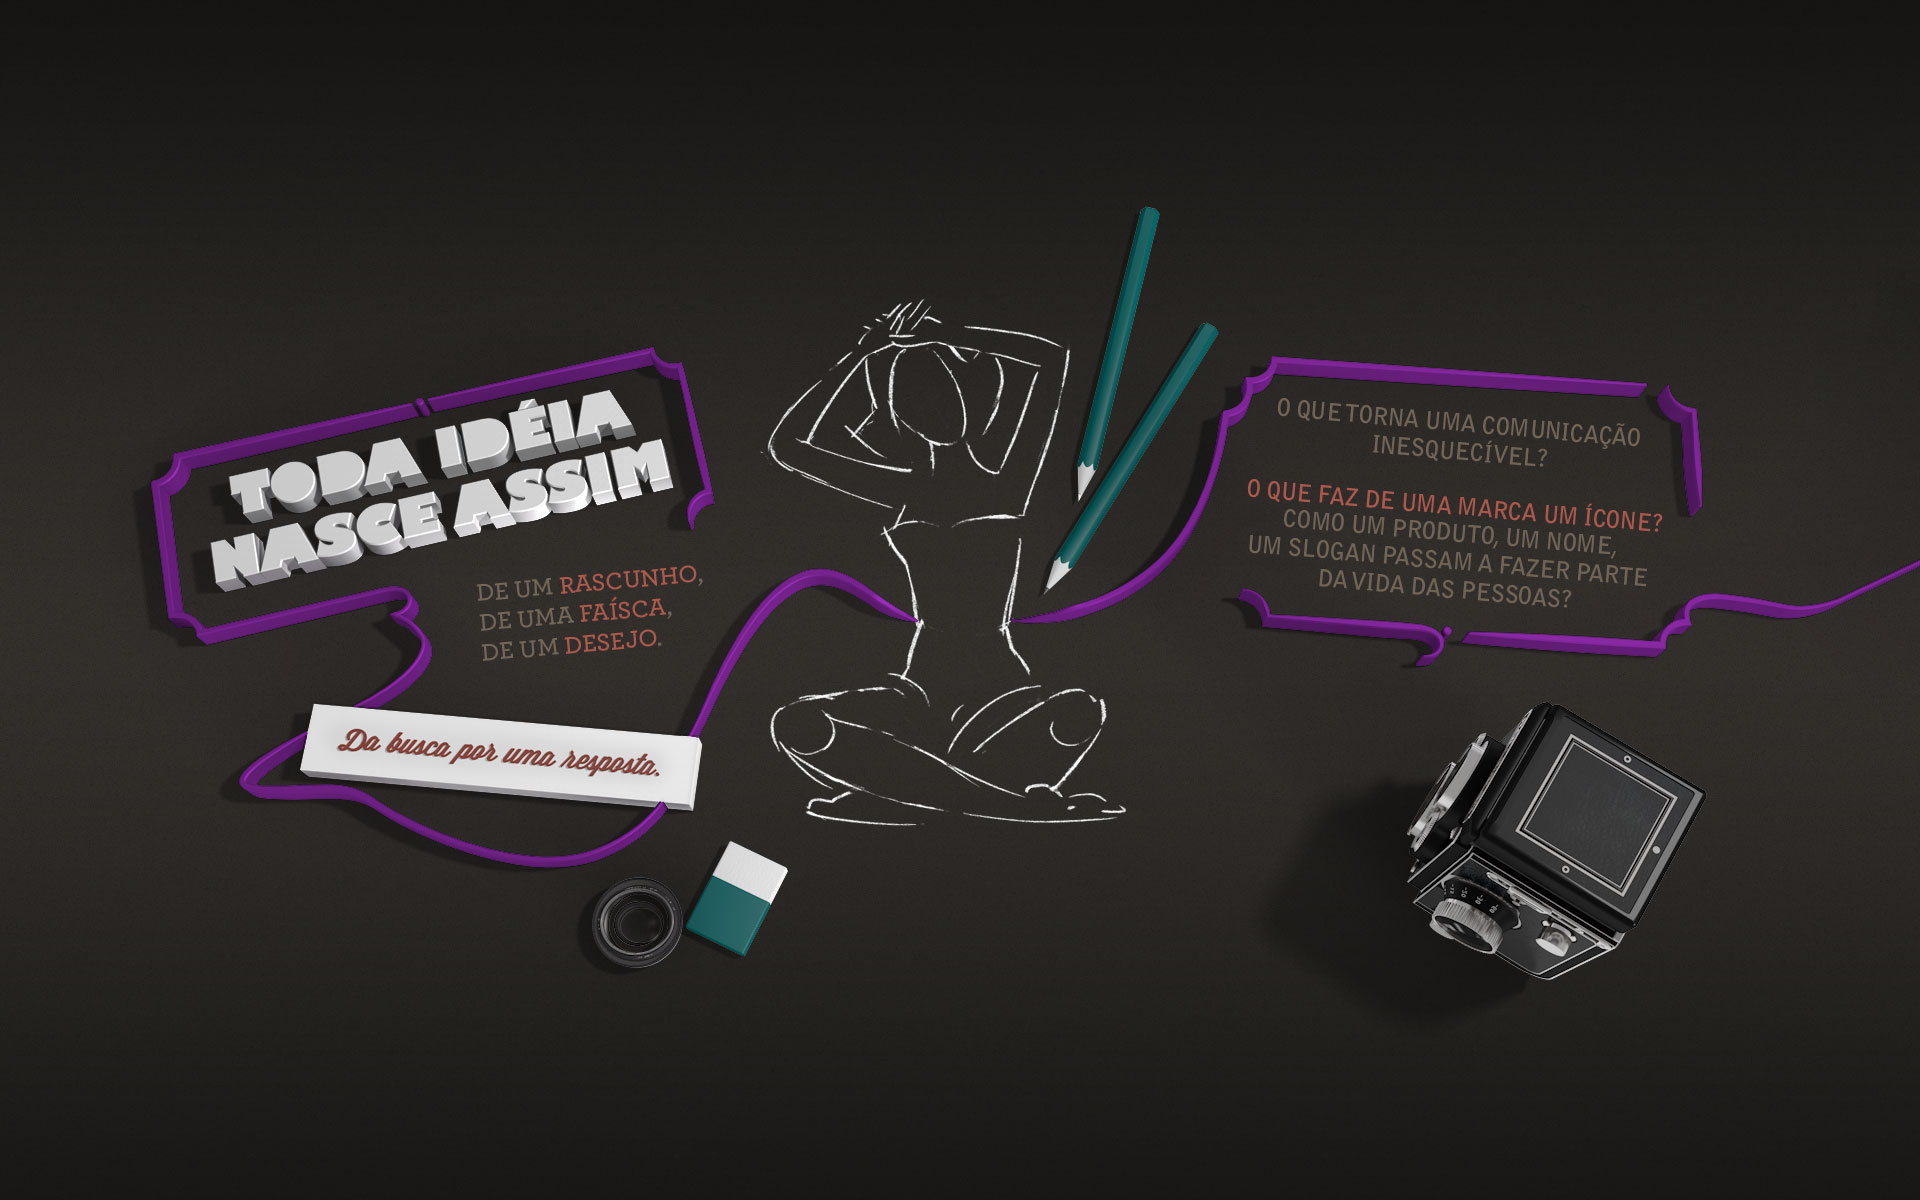 TODA IDÉIA
NASCE ASSIM
DE UM RASCUNHO,
DE UMA FAÍSCA,
DE UM DESEJO.
Da busca por uma resposta.
O QUE TORNA UMA COMUNICAÇÃO
INESQUECÍVEL?
O QUE FAZ DE UMA MARCA UM ÍCONE?
COMO UM PRODUTO, UM NOME,
UM SLOGAN PASSAM A FAZER PARTE
DA VIDA DAS PESSOAS?